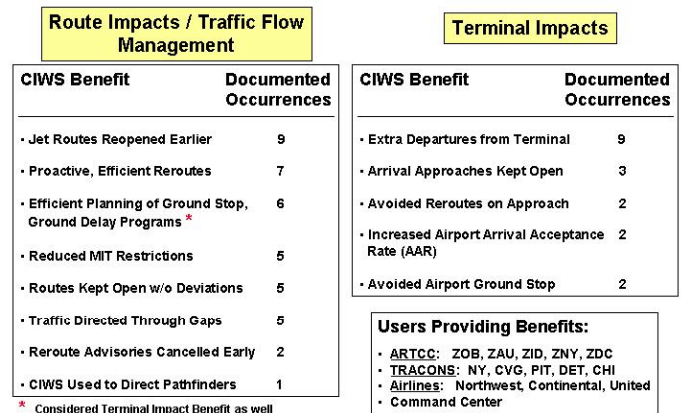 Route Impacts / Traffic Flow
Management
CIWS Benefit Documented
Occurrences
· Jet Routes Reopened Earlier 9
· Proactive, Efficient Reroutes 7
· Efficient Planning of Ground Stop, 6
Ground Delay Programs *
· Reduced MIT Restrictions 5
· Routes Kept Open w/o Deviations 5
· Traffic Directed Through Gaps 5
· Reroute Advisories Cancelled Early 2
· CIWS Used to Direct Pathfinders 1
* Considered Terminal Impact Benefit as well
Terminal Impacts
CIWS Benefit Documented
Occurrences
· Extra Departures from Terminal 9
· Arrival Approaches Kept Open 3
· Avoided Reroutes on Approach 2
· Increased Airport Arrival Acceptance 2
Rate (AAR)
· Avoided Airport Ground Stop 2
Users Providing Benefits:
· ARTCC: ZOB, ZAU, ZID, ZNY, ZDC
· TRACONS: NY, CVG, PIT, DET, CHI
· Airlines: Northwest, Continental, United
· Command Center